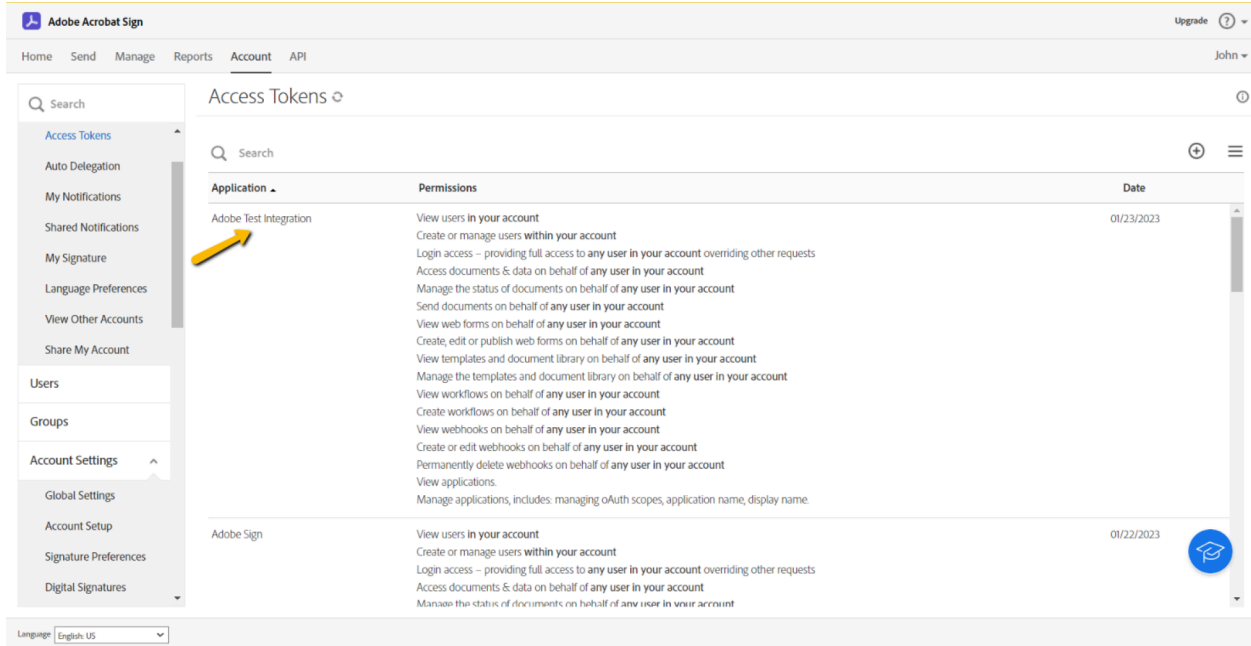 Adobe Acrobat Sign
Upgrade
Home Send Manage Reports Account API
John
Search
Access Tokens
Auto Delegation
My Notifications
Shared Notifications
My Signature
Language Preferences
View Other Accounts
Share My Account
Users
Groups
Account Settings
Global Settings
Account Setup
Signature Preferences
Digital Signatures
Access Tokens
Search
Application Permissions Date
Adobe Test Integration
View users in your account
01/23/2023
Create or manage users within your account
Login access – providing full access to any user in your account overriding other requests
Access documents & data on behalf of any user in your account
Manage the status of documents on behalf of any user in your account
Send documents on behalf of any user in your account
View web forms on behalf of any user in your account
Create, edit or publish web forms on behalf of any user in your account
View templates and document library on behalf of any user in your account
Manage the templates and document library on behalf of any user in your account
View workflows on behalf of any user in your account
Create workflows on behalf of any user in your account
View webhooks on behalf of any user in your account
Create or edit webhooks on behalf of any user in your account
Permanently delete webhooks on behalf of any user in your account
View applications.
Manage applications, includes: managing oAuth scopes, application name, display name.
Adobe Sign
View users in your account
01/22/2023
Create or manage users within your account
Login access – providing full access to any user in your account overriding other requests
Access documents & data on behalf of any user in your account
Manage the status of documents on behalf of any user in your account
Language English: US